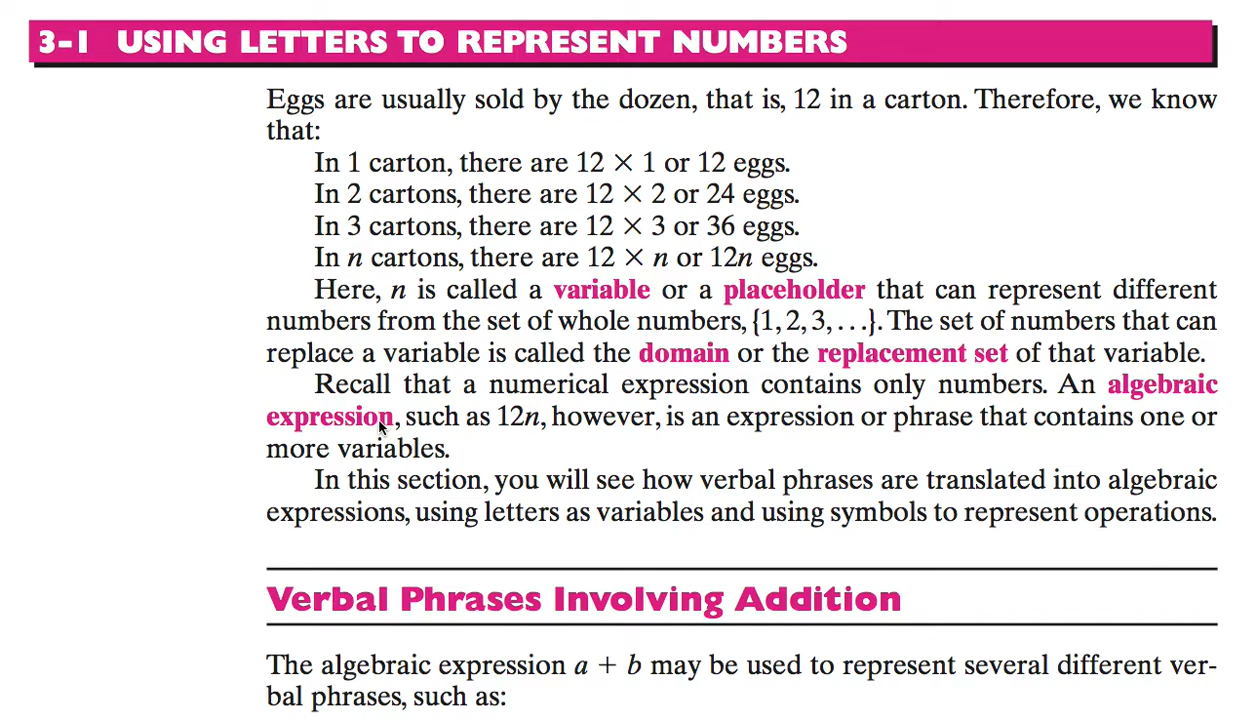 3-1 USING LETTERS TO REPRESENT NUMBERS
Eggs are usually sold by the dozen, that is, 12 in a carton. Therefore, we know
that:
In 1 carton, there are 12 × 1 or 12 eggs.
In 2 cartons, there are 12 × 2 or 24 eggs.
In 3 cartons, there are 12 × 3 or 36 eggs.
In n cartons, there are 12 × n or 12n eggs.
Here, n is called a variable or a placeholder that can represent different
numbers from the set of whole numbers, {1, 2, 3, . . .}. The set of numbers that can
replace a variable is called the domain or the replacement set of that variable.
Recall that a numerical expression contains only numbers. An algebraic
expression, such as 12n, however, is an expression or phrase that contains one or
more variables.
In this section, you will see how verbal phrases are translated into algebraic
expressions, using letters as variables and using symbols to represent operations.
Verbal Phrases Involving Addition
The algebraic expression a + b may be used to represent several different ver-
bal phrases, such as: